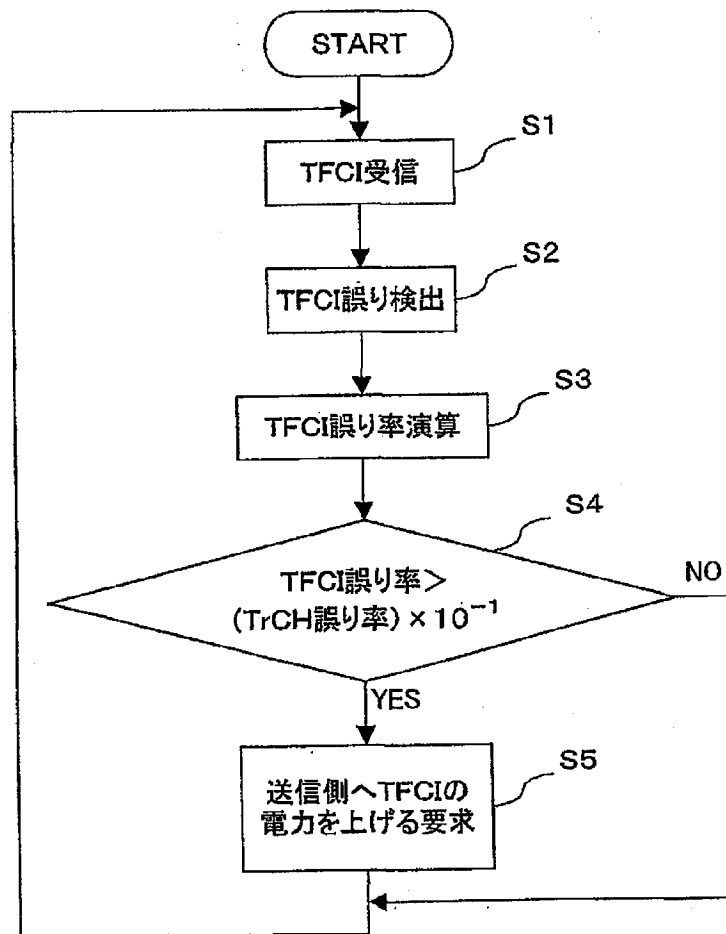 START
S1
TFCI受信
S2
TFCI誤り検出
S3
TFCI誤り率演算
S4
TFCI誤り率>
(TrCH誤り率)×10⁻¹
NO
YES
S5
送信側へTFCIの
電力を上げる要求